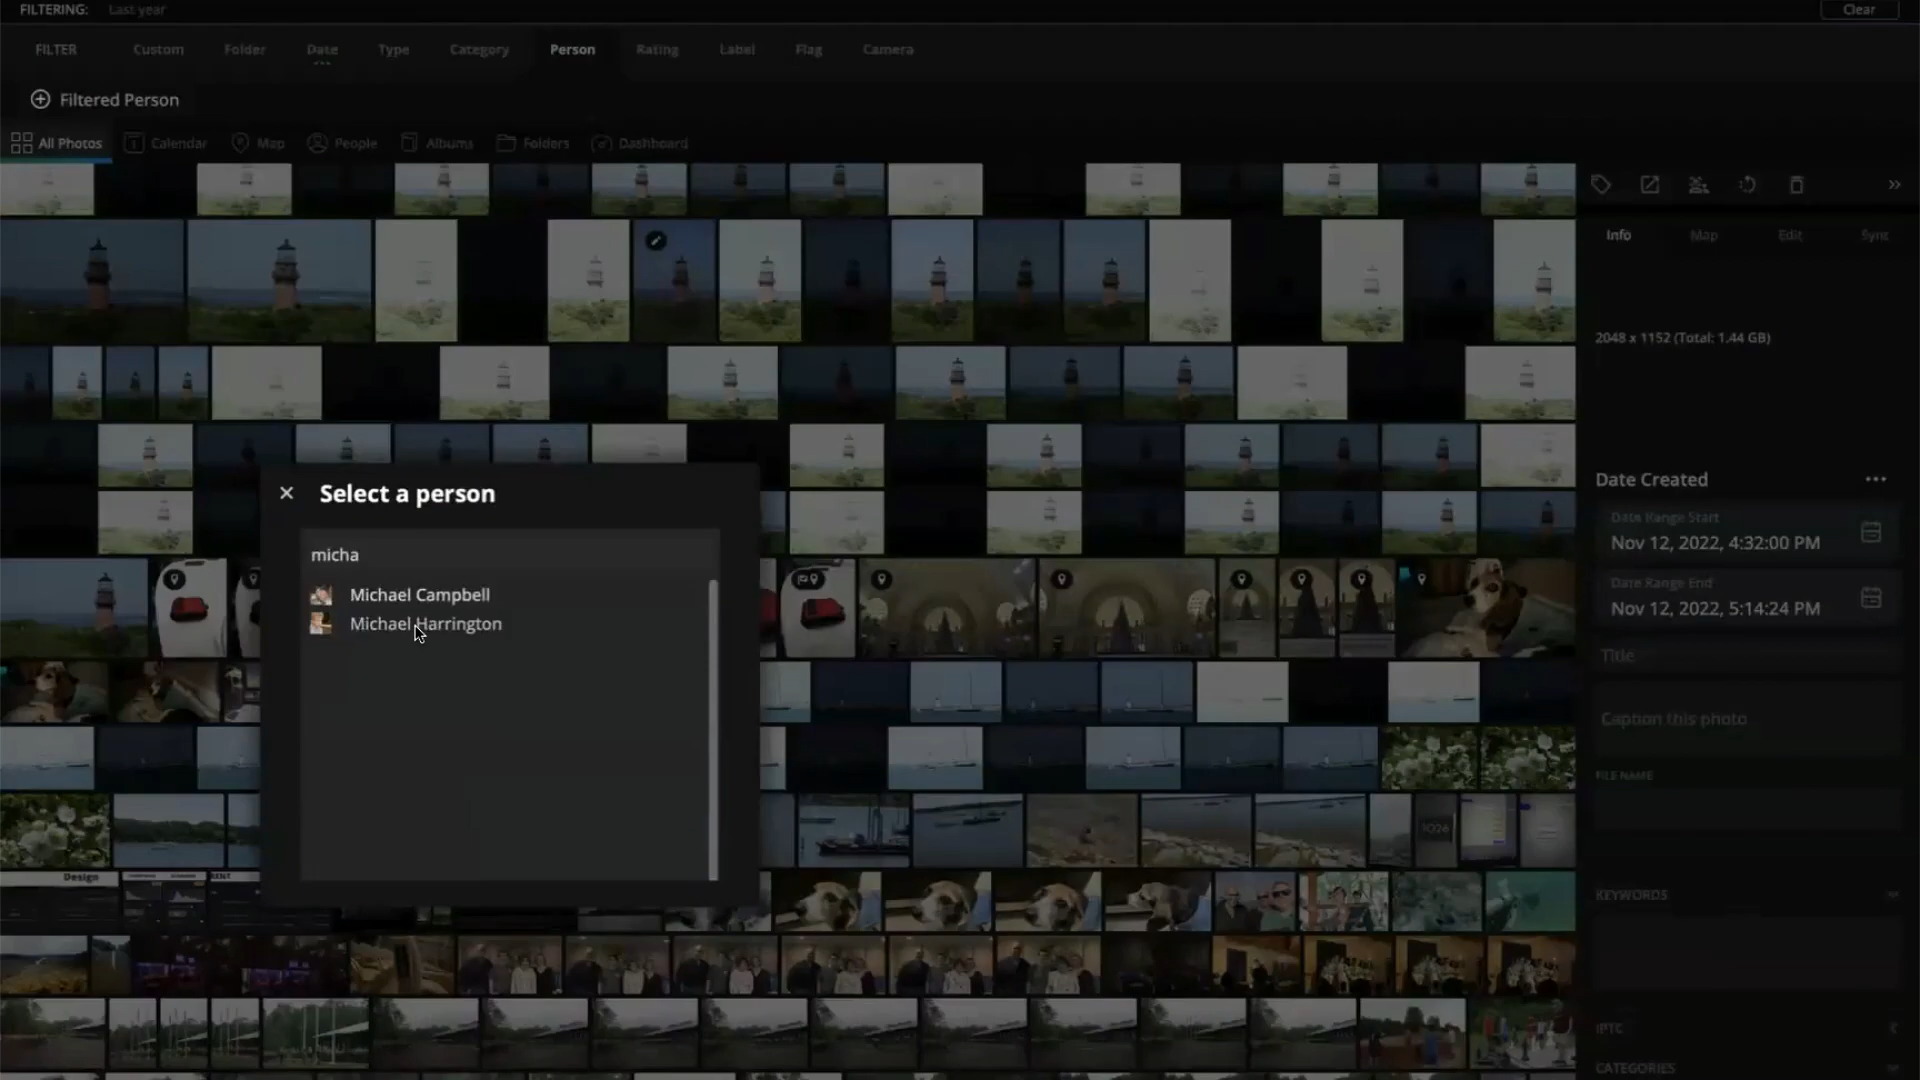 FILTERING: Last year Clear
FILTER Custom Folder Date Type Category Person Rating Label Flag Camera
Filtered Person
All Photos Calendar Map People Albums Folders Dashboard
Info Map Edit Sync
2048 x 1152 (Total: 1.44 GB)
Date Created
Select a person
Date Range Start
Nov 12, 2022, 4:32:00 PM
micha
Date Range End
Michael Campbell
Nov 12, 2022, 5:14:24 PM
Michael Harrington
Title
Caption this photo
FILE NAME
1026
Design
KEYWORDS
IPTC
CATEGORIES